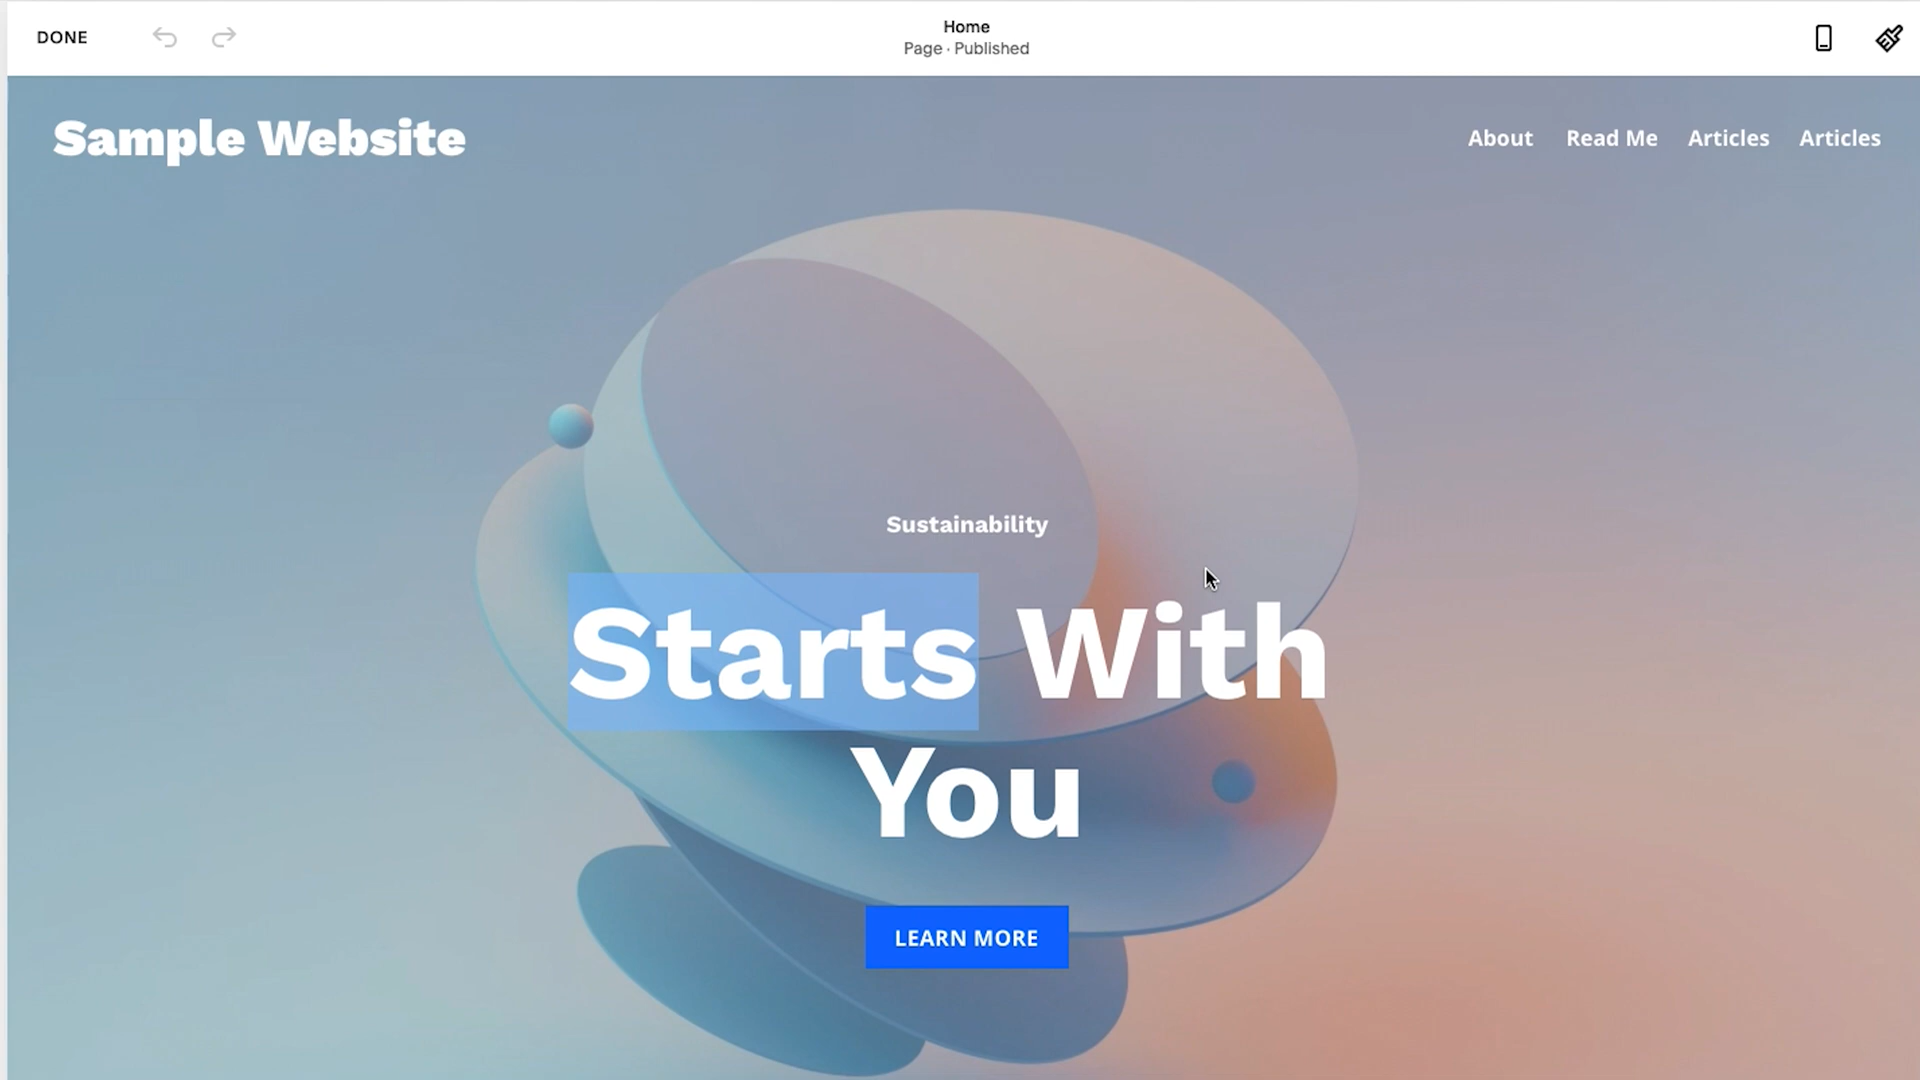 DONE
Home
Page · Published
Sample Website
About Read Me Articles Articles
Sustainability
Starts With
You
LEARN MORE